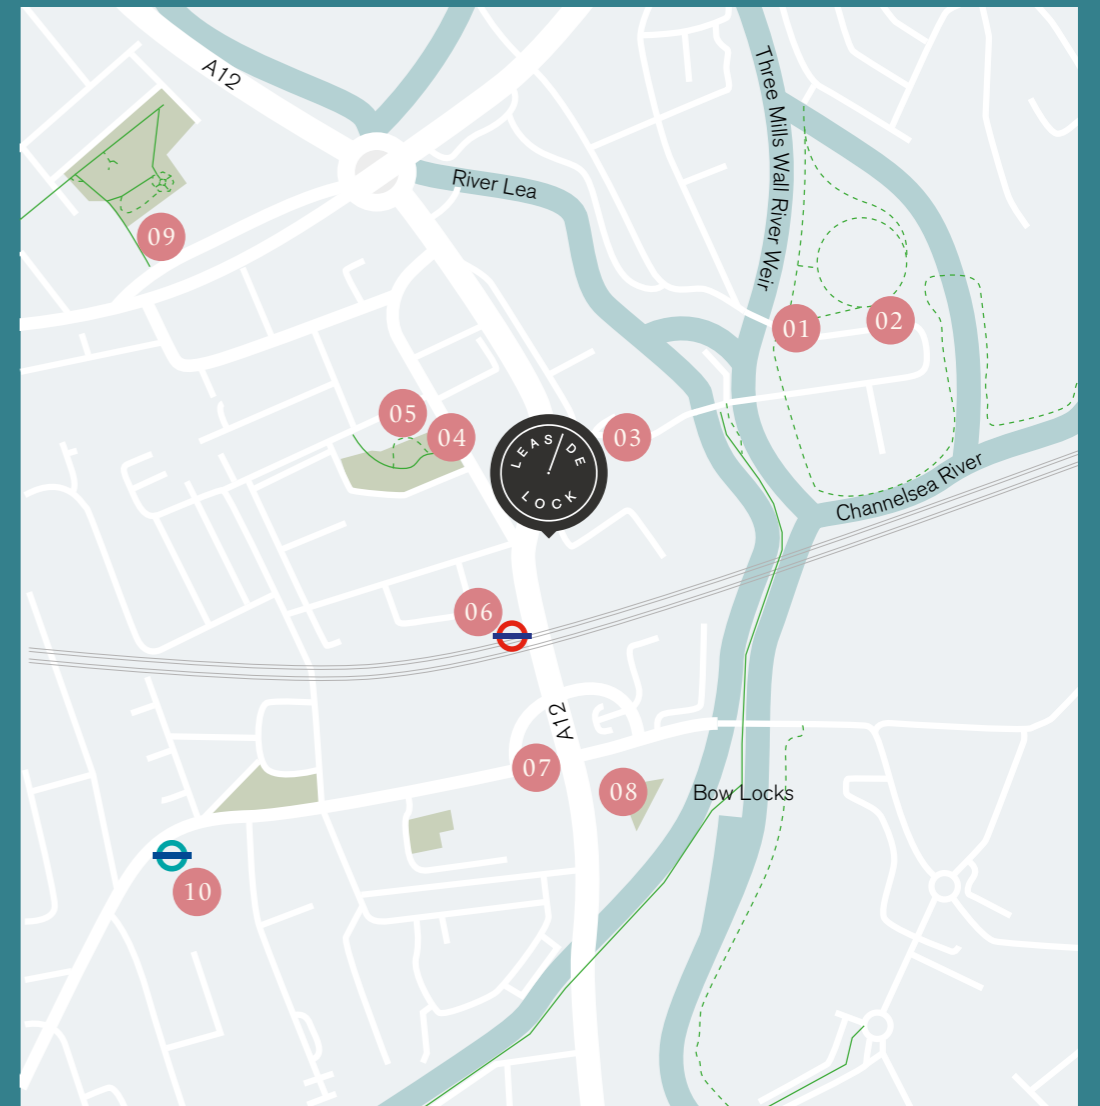 A12
Three Mills Wall River Weir
River Lea
09
01
02
05
04
03
LEASIDE
LOCK
Channelsea River
06
A12
07
08
Bow Locks
10